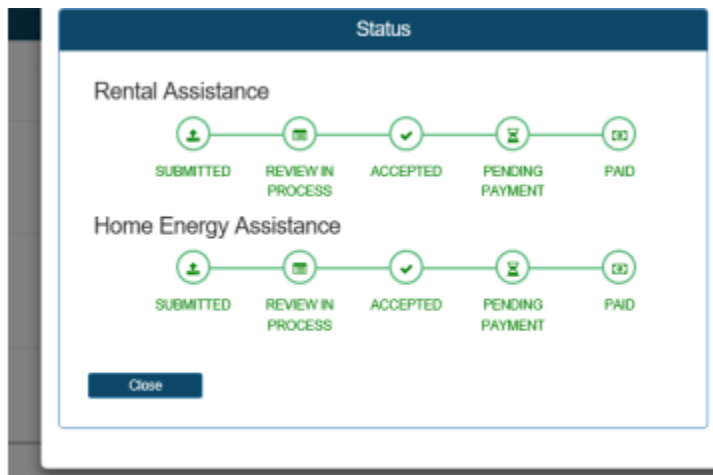 Status
Rental Assistance
SUBMITTED REVIEW IN ACCEPTED PENDING PAID
PROCESS PAYMENT
Home Energy Assistance
SUBMITTED REVIEW IN ACCEPTED PENDING PAID
PROCESS PAYMENT
Close